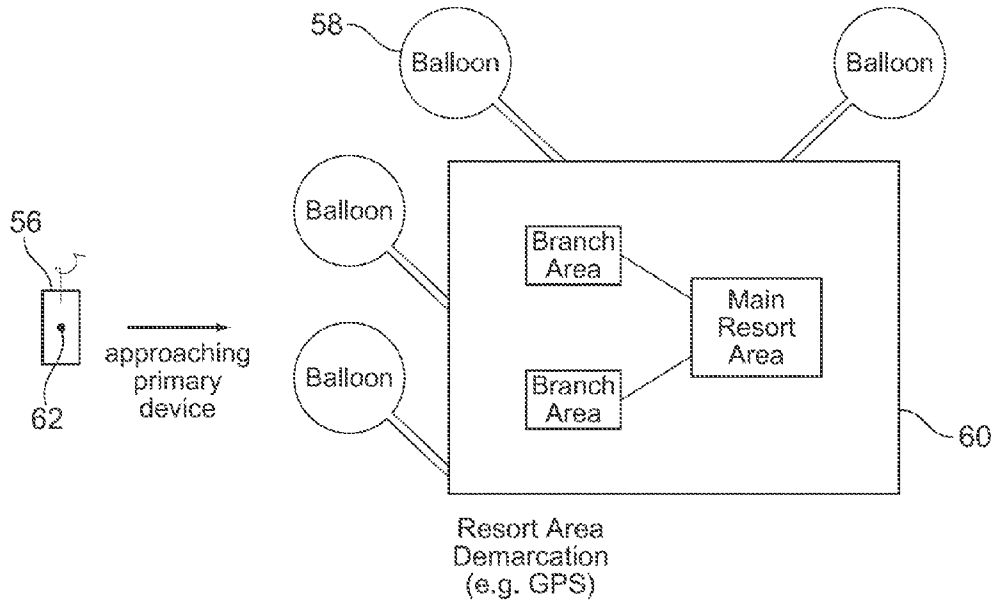 58
Balloon
Balloon
Balloon
56
Branch
Area
Main
Resort
Area
approaching
primary
device
62
Balloon
Branch
Area
60
Resort Area
Demarcation
(e.g. GPS)